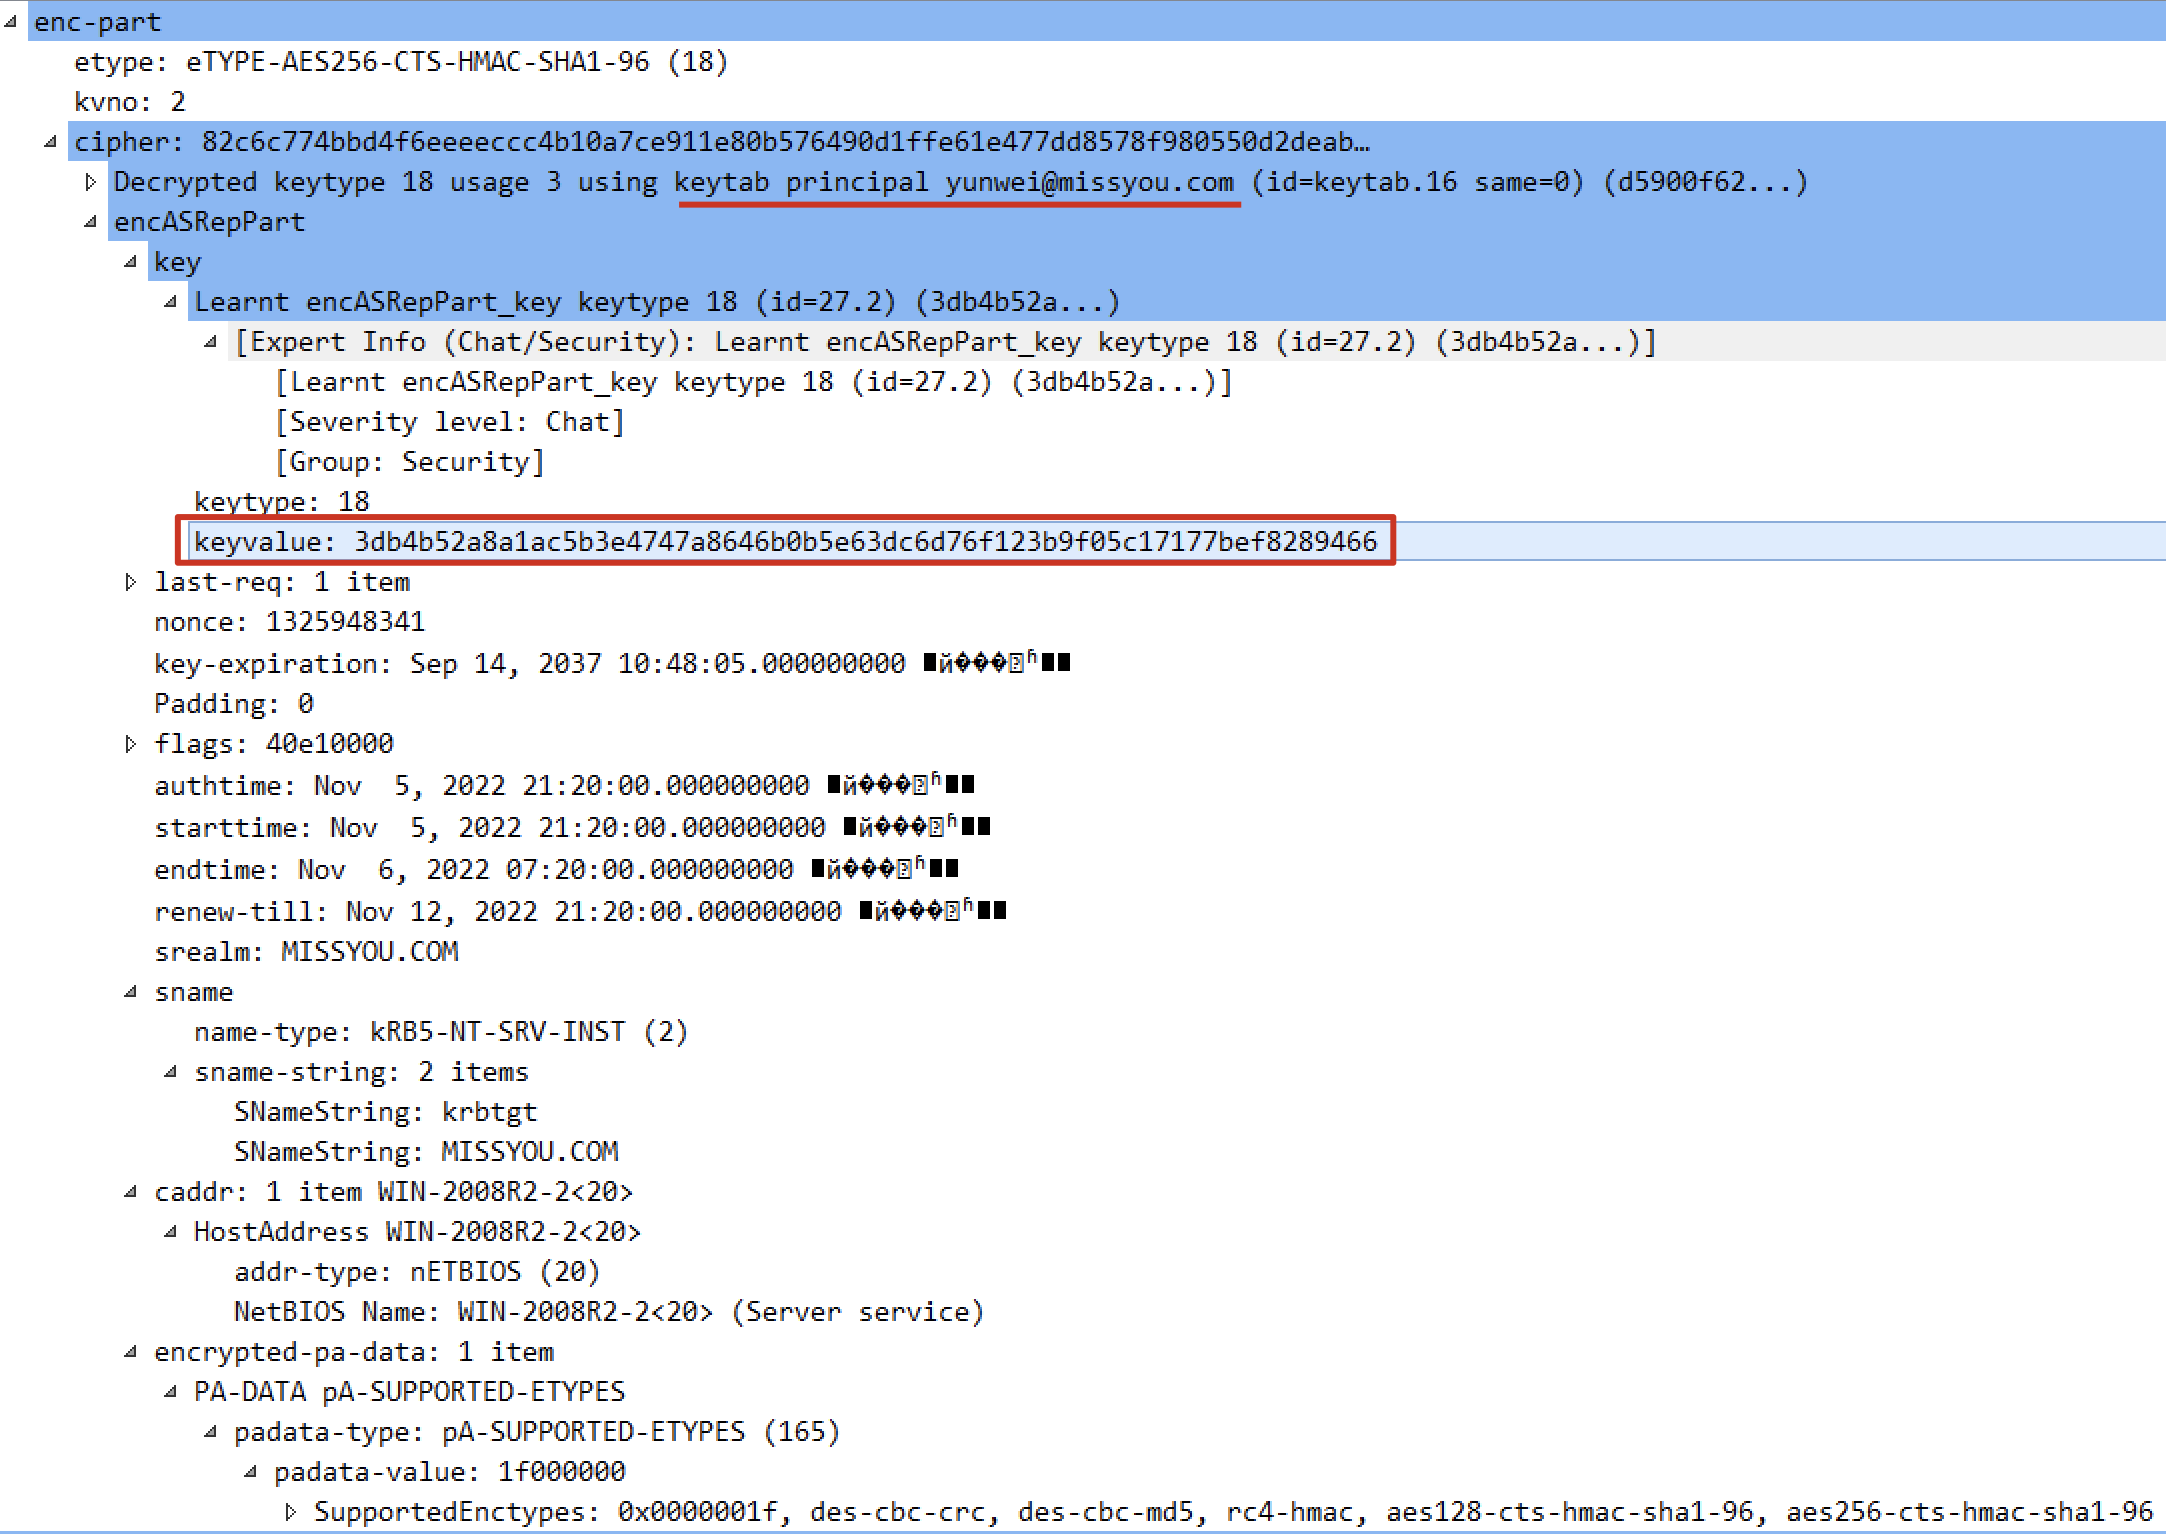 enc-part
etype: eTYPE-AES256-CTS-HMAC-SHA1-96 (18)
kvno: 2
cipher: 82c6c774bbd4f6eeeeccc4b10a7ce911e80b576490d1ffe61e477dd8578f980550d2deab…
Decrypted keytype 18 usage 3 using keytab principal yunwei@missyou.com (id=keytab.16 same=0) (d5900f62...)
encASRepPart
key
Learnt encASRepPart_key keytype 18 (id=27.2) (3db4b52a...)
[Expert Info (Chat/Security): Learnt encASRepPart_key keytype 18 (id=27.2) (3db4b52a...)]
[Learnt encASRepPart_key keytype 18 (id=27.2) (3db4b52a...)]
[Severity level: Chat]
[Group: Security]
keytype: 18
keyvalue: 3db4b52a8a1ac5b3e4747a8646b0b5e63dc6d76f123b9f05c17177bef8289466
last-req: 1 item
nonce: 1325948341
key-expiration: Sep 14, 2037 10:48:05.000000000
Padding: 0
flags: 40e10000
authtime: Nov  5, 2022 21:20:00.000000000
starttime: Nov  5, 2022 21:20:00.000000000
endtime: Nov  6, 2022 07:20:00.000000000
renew-till: Nov 12, 2022 21:20:00.000000000
srealm: MISSYOU.COM
sname
name-type: kRB5-NT-SRV-INST (2)
sname-string: 2 items
SNameString: krbtgt
SNameString: MISSYOU.COM
caddr: 1 item WIN-2008R2-2<20>
HostAddress WIN-2008R2-2<20>
addr-type: nETBIOS (20)
NetBIOS Name: WIN-2008R2-2<20> (Server service)
encrypted-pa-data: 1 item
PA-DATA pA-SUPPORTED-ETYPES
padata-type: pA-SUPPORTED-ETYPES (165)
padata-value: 1f000000
SupportedEnctypes: 0x0000001f, des-cbc-crc, des-cbc-md5, rc4-hmac, aes128-cts-hmac-sha1-96, aes256-cts-hmac-sha1-96